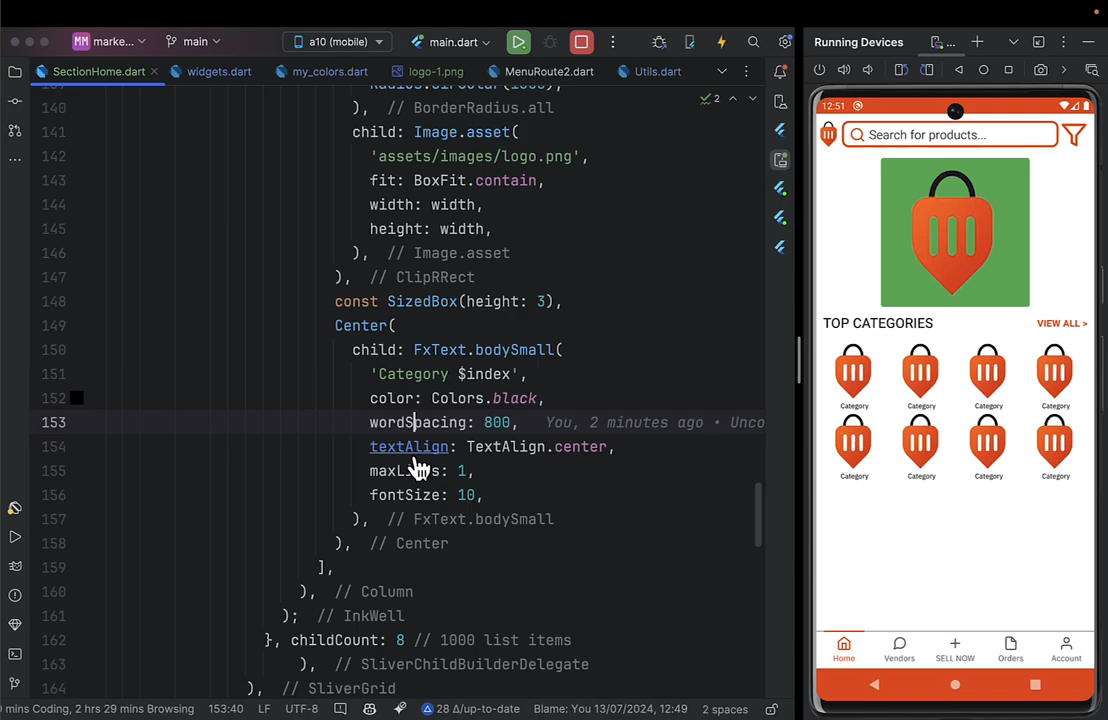 MM marke... main a10 (mobile) main.dart Running Devices ...
SectionHome.dart widgets.dart my_colors.dart logo-1.png MenuRoute2.dart Utils.dart
140 ), // BorderRadius.all
141 child: Image.asset(
142 'assets/images/logo.png',
143 fit: BoxFit.contain,
144 width: width,
145 height: width,
146 ), // Image.asset
147 ), // ClipRRect
148 const SizedBox(height: 3),
149 Center(
150 child: FxText.bodySmall(
151 'Category $index',
152 color: Colors.black,
153 wordSpacing: 800, You, 2 minutes ago • Unco
154 textAlign: TextAlign.center,
155 maxLines: 1,
156 fontSize: 10,
157 ), // FxText.bodySmall
158 ), // Center
159 ],
160 ), // Column
161 ); // InkWell
162 }, childCount: 8 // 1000 list items
163 ), // SliverChildBuilderDelegate
164 ), // SliverGrid
2
12:51
Search for products...
TOP CATEGORIES VIEW ALL >
Category Category Category Category
Category Category Category Category
Home Vendors SELL NOW Orders Account
0 mins Coding, 2 hrs 29 mins Browsing 153:40 LF UTF-8 28 Δ/up-to-date Blame: You 13/07/2024, 12:49 2 spaces